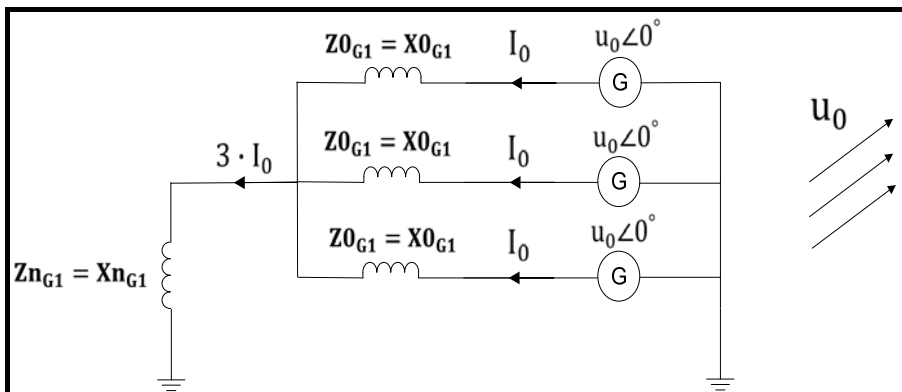 Z0G1 = X0G1
I0
u0∠0°
G
u0
3 · I0
Z0G1 = X0G1
I0
u0∠0°
G
Z0G1 = X0G1
I0
u0∠0°
G
ZnG1 = XnG1